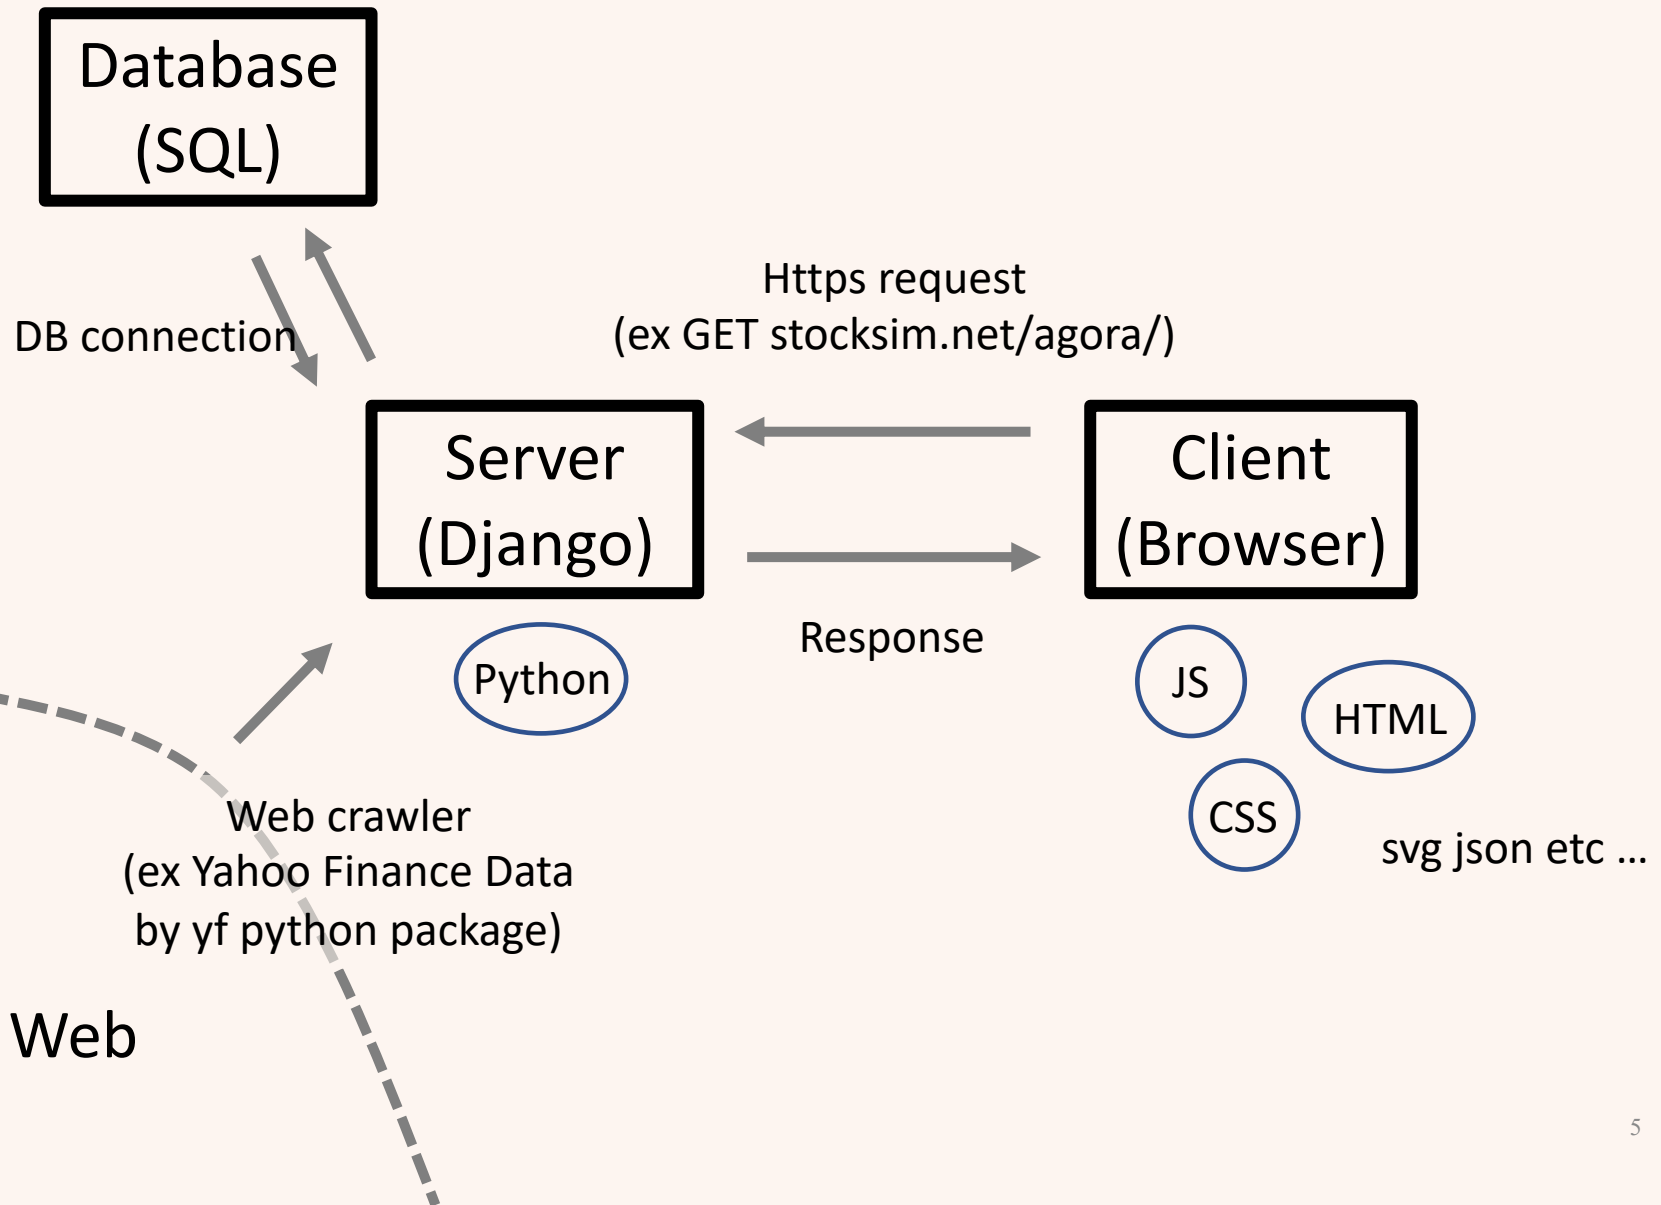 Database
(SQL)
DB connection
Https request
(ex GET stocksim.net/agora/)
Server
(Django)
Client
(Browser)
Response
Python
JS
HTML
CSS
svg json etc ...
Web crawler
(ex Yahoo Finance Data
by yf python package)
Web
5